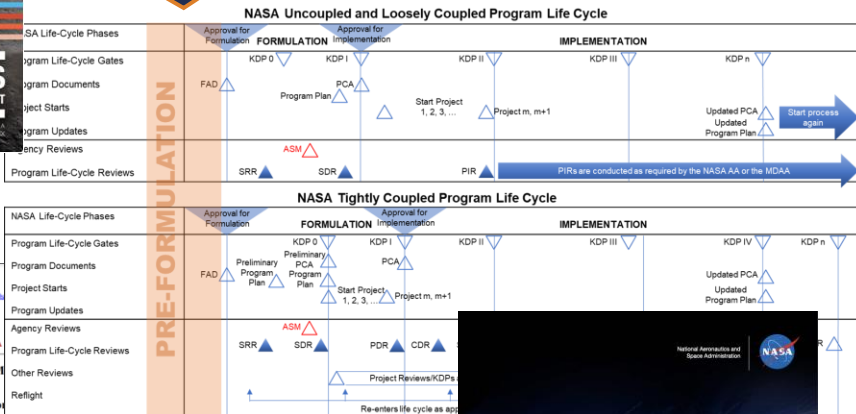 NASA Uncoupled and Loosely Coupled Program Life Cycle
SA Life-Cycle Phases
Approval for
Formulation
FORMULATION
Approval for
Implementation
IMPLEMENTATION
ogram Life-Cycle Gates
KDP 0
KDP I
KDP II
KDP III
KDP n
ogram Documents
FAD
PCA
Program Plan
oject Starts
Start Project
1, 2, 3, ...
Project m, m+1
Updated PCA
Updated
Program Plan
Start process
again
ogram Updates
gency Reviews
ASM
Program Life-Cycle Reviews
SRR
SDR
PIR
PIRs are conducted as required by the NASA AA or the MDAA
PRE-FORMULATION
NASA Tightly Coupled Program Life Cycle
NASA Life-Cycle Phases
Approval for
Formulation
FORMULATION
Approval for
Implementation
IMPLEMENTATION
Program Life-Cycle Gates
KDP 0
KDP I
KDP II
KDP III
KDP IV
KDP n
Program Documents
FAD
Preliminary
Program
Plan
Preliminary
PCA
Program
Plan
PCA
Updated PCA
Project Starts
Start Project
1, 2, 3, ...
Project m, m+1
Updated
Program Plan
Program Updates
Agency Reviews
ASM
Program Life-Cycle Reviews
SRR
SDR
PDR
CDR
R
Other Reviews
Project Reviews/KDPs
Reflight
Re-enters life cycle as app
National Aeronautics and
Space Administration
NASA